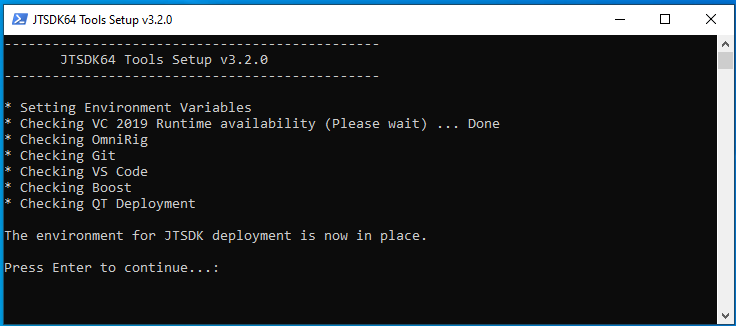 JTSDK64 Tools Setup v3.2.0
-----------------------------------------------
JTSDK64 Tools Setup v3.2.0
-----------------------------------------------
* Setting Environment Variables
* Checking VC 2019 Runtime availability (Please wait) ... Done
* Checking OmniRig
* Checking Git
* Checking VS Code
* Checking Boost
* Checking QT Deployment
The environment for JTSDK deployment is now in place.
Press Enter to continue...: